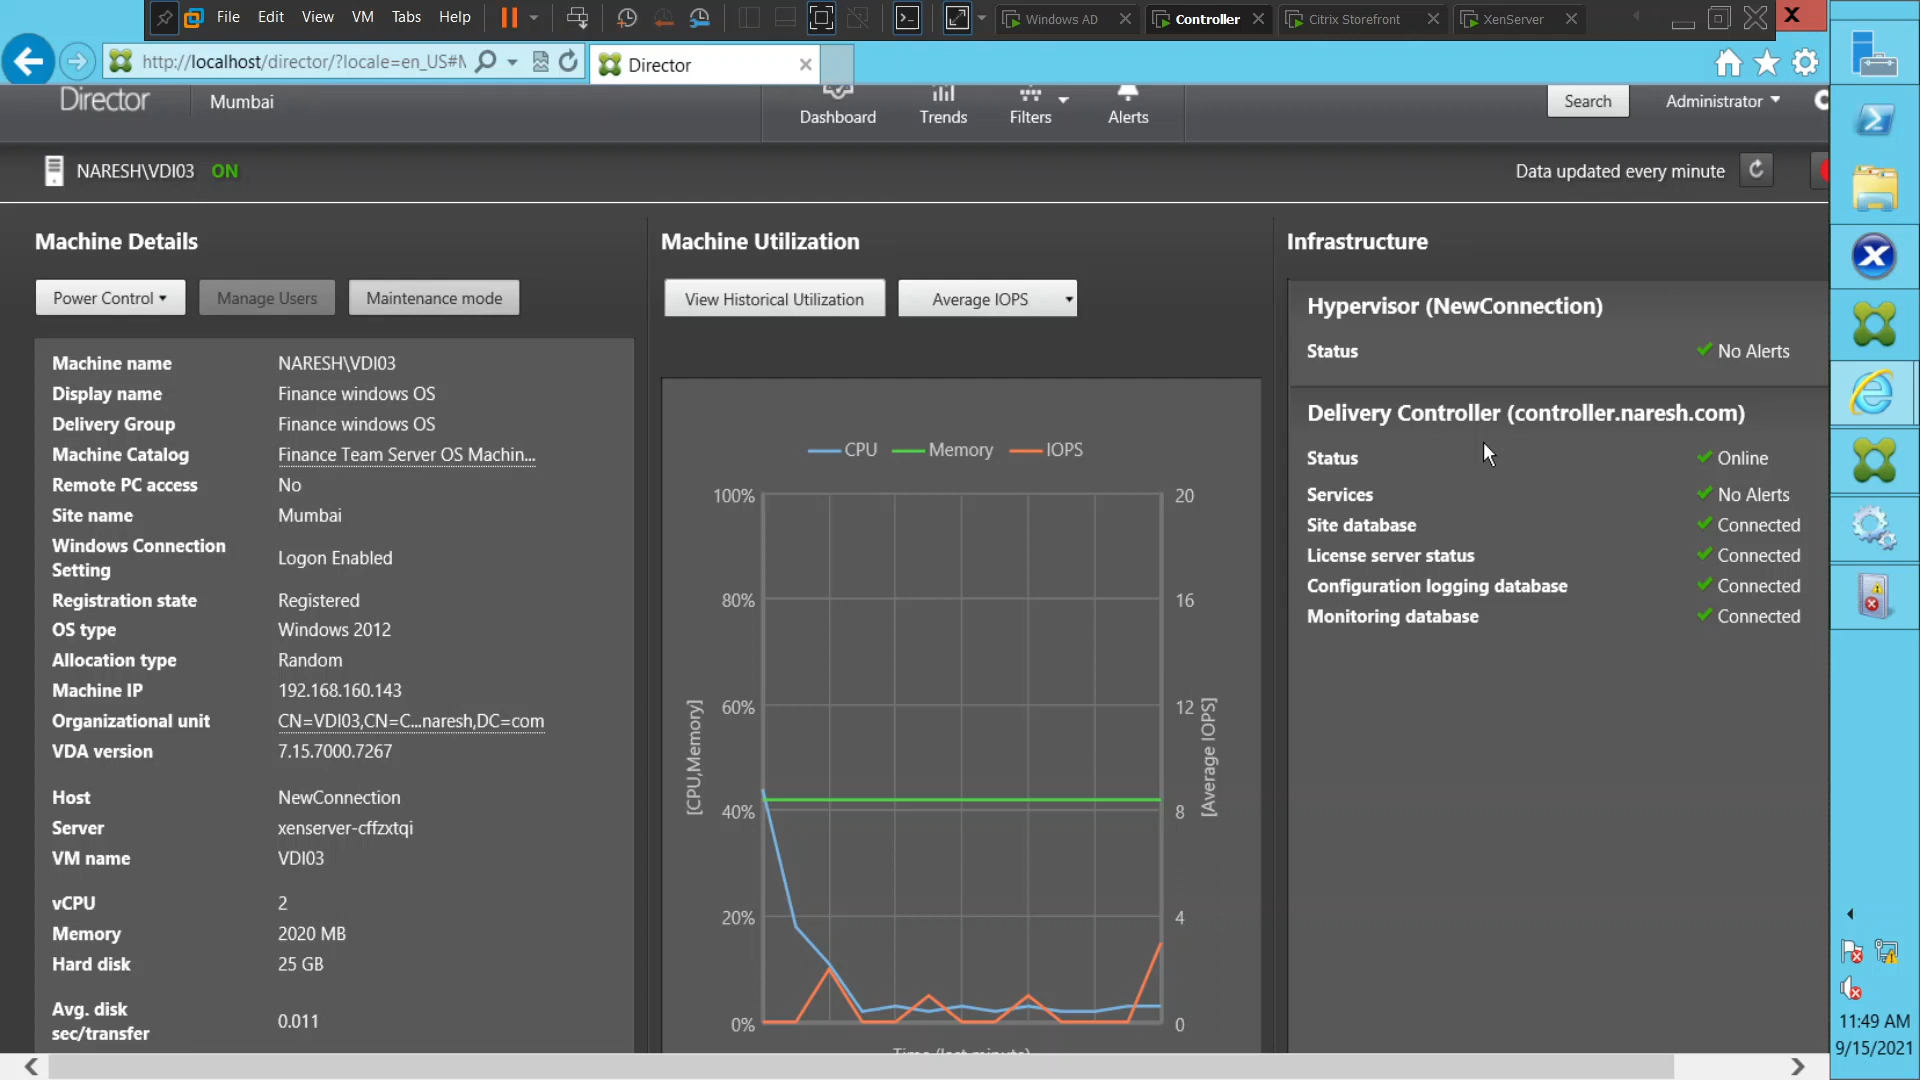 File Edit View VM Tabs Help
Windows AD
Controller
Citrix Storefront
XenServer
X
http://localhost/director/?locale=en_US#
Director
Director
Mumbai
Dashboard
Trends
Filters
Alerts
Search
Administrator
NARESH\VDI03 ON
Data updated every minute
Machine Details
Power Control
Manage Users
Maintenance mode
Machine name NARESH\VDI03
Display name Finance windows OS
Delivery Group Finance windows OS
Machine Catalog Finance Team Server OS Machin...
Remote PC access No
Site name Mumbai
Windows Connection
Setting Logon Enabled
Registration state Registered
OS type Windows 2012
Allocation type Random
Machine IP 192.168.160.143
Organizational unit CN=VDI03,CN=C...naresh,DC=com
VDA version 7.15.7000.7267
Host NewConnection
Server xenserver-cffzxtqi
VM name VDI03
vCPU 2
Memory 2020 MB
Hard disk 25 GB
Avg. disk
sec/transfer 0.011
Machine Utilization
View Historical Utilization
Average IOPS
CPU Memory IOPS
100% 20
80% 16
60% 12
40% 8
20% 4
0% 0
[CPU,Memory]
[Average IOPS]
Time (last minute)
Infrastructure
Hypervisor (NewConnection)
Status No Alerts
Delivery Controller (controller.naresh.com)
Status Online
Services No Alerts
Site database Connected
License server status Connected
Configuration logging database Connected
Monitoring database Connected
11:49 AM
9/15/2021